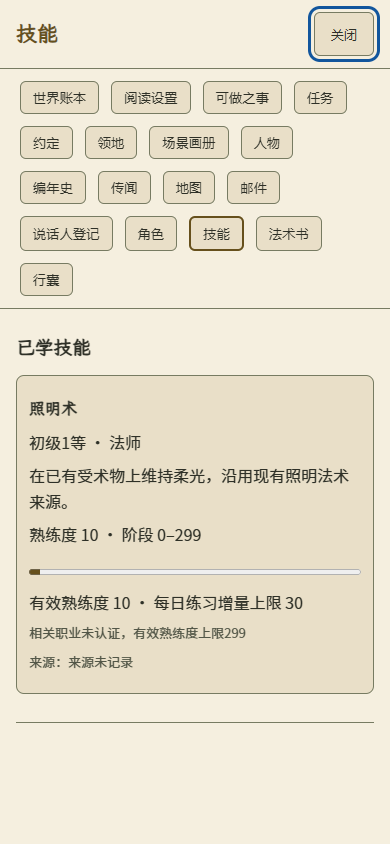 技能
关闭
世界账本 阅读设置 可做之事 任务
约定 领地 场景画册 人物
编年史 传闻 地图 邮件
说话人登记 角色 技能 法术书
行囊
已学技能
照明术
初级1等 · 法师
在已有受术物上维持柔光，沿用现有照明法术
来源。
熟练度 10 · 阶段 0–299
有效熟练度 10 · 每日练习增量上限 30
相关职业未认证，有效熟练度上限299
来源：来源未记录